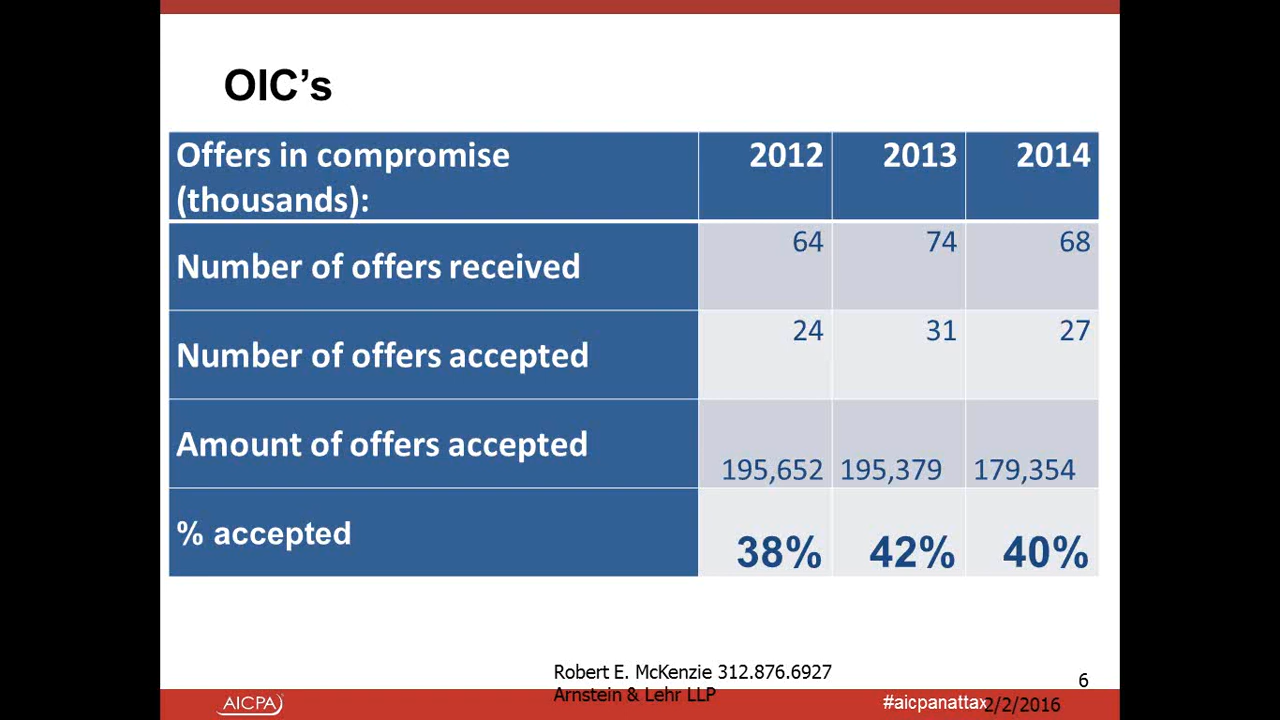 OIC’s
Offers in compromise
(thousands):
2012
2013
2014
Number of offers received
64
74
68
Number of offers accepted
24
31
27
Amount of offers accepted
195,652
195,379
179,354
% accepted
38%
42%
40%
Robert E. McKenzie 312.876.6927
Arnstein & Lehr LLP
6
AICPA
#aicpanattax
2/2/2016